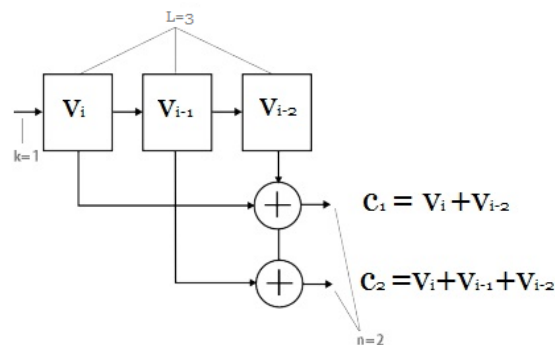 L=3
Vᵢ
Vᵢ₋₁
Vᵢ₋₂
k=1
C₁ = Vᵢ+Vᵢ₋₂
C₂=Vᵢ+Vᵢ₋₁+Vᵢ₋₂
n=2